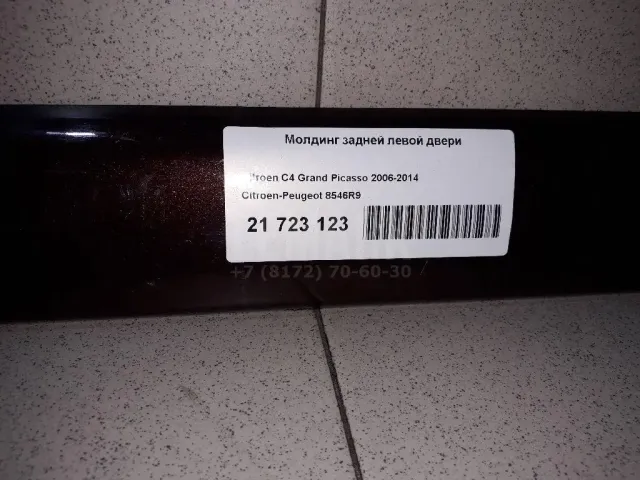 Молдинг задней левой двери
itroen C4 Grand Picasso 2006-2014
Citroen-Peugeot 8546R9
21 723 123
+7 (8172) 70-60-30